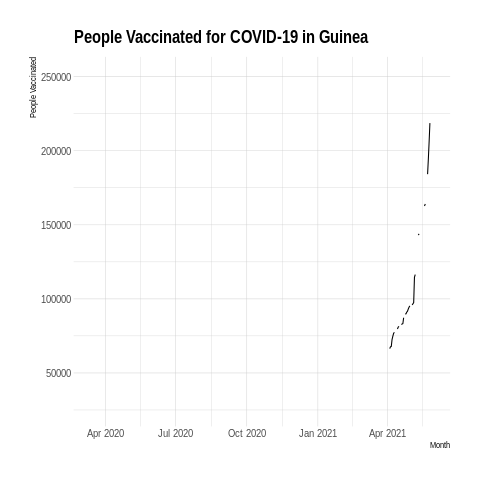 People Vaccinated for COVID-19 in Guinea
People Vaccinated
250000
200000
150000
100000
50000
Apr 2020 Jul 2020 Oct 2020 Jan 2021 Apr 2021
Month